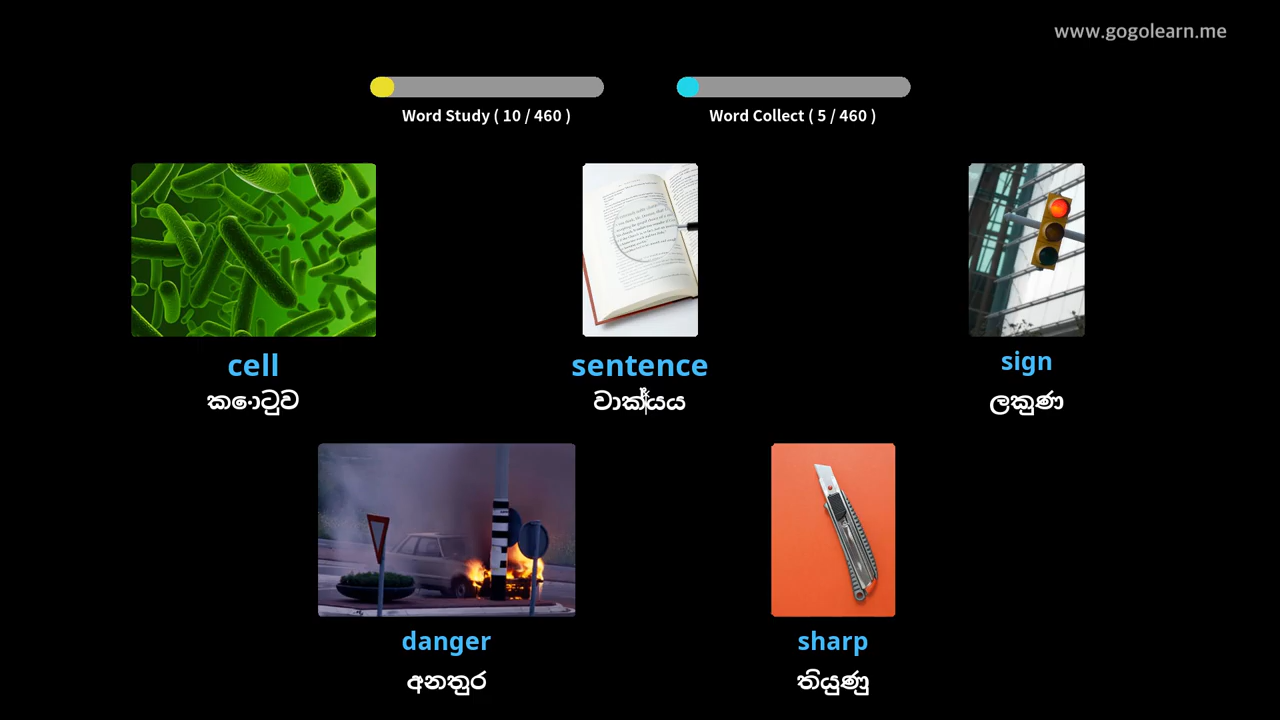 www.gogolearn.me
Word Study ( 10 / 460 )
Word Collect ( 5 / 460 )
cell
sentence
sign
කොටුව
වාක්‍යය
ලකුණ
danger
sharp
අනතුර
තියුණු